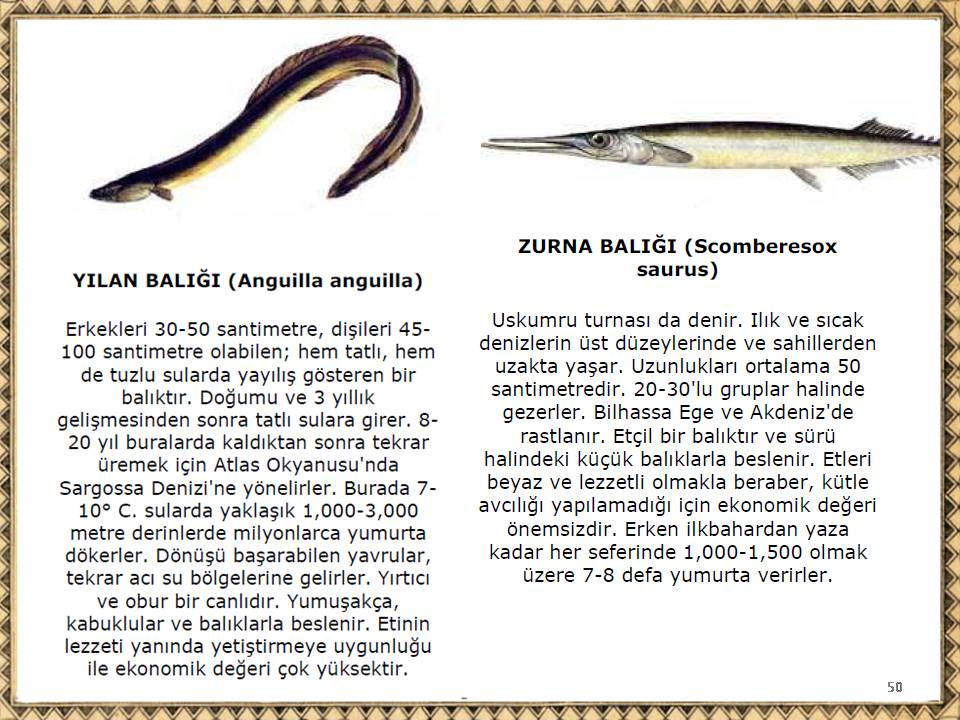 YILAN BALIĞI (Anguilla anguilla)
Erkekleri 30-50 santimetre, dişileri 45-
100 santimetre olabilen; hem tatlı, hem
de tuzlu sularda yayılış gösteren bir
balıktır. Doğumu ve 3 yıllık
gelişmesinden sonra tatlı sulara girer. 8-
20 yıl buralarda kaldıktan sonra tekrar
üremek için Atlas Okyanusu'nda
Sargossa Denizi'ne yönelirler. Burada 7-
10° C. sularda yaklaşık 1,000-3,000
metre derinlerde milyonlarca yumurta
dökerler. Dönüşü başarabilen yavrular,
tekrar acı su bölgelerine gelirler. Yırtıcı
ve obur bir canlıdır. Yumuşakça,
kabuklular ve balıklarla beslenir. Etinin
lezzeti yanında yetiştirmeye uygunluğu
ile ekonomik değeri çok yüksektir.
ZURNA BALIĞI (Scomberesox
saurus)
Uskumru turnası da denir. Ilık ve sıcak
denizlerin üst düzeylerinde ve sahillerden
uzakta yaşar. Uzunlukları ortalama 50
santimetredir. 20-30'lu gruplar halinde
gezerler. Bilhassa Ege ve Akdeniz'de
rastlanır. Etçil bir balıktır ve sürü
halindeki küçük balıklarla beslenir. Etleri
beyaz ve lezzetli olmakla beraber, kütle
avcılığı yapılamadığı için ekonomik değeri
önemsizdir. Erken ilkbahardan yaza
kadar her seferinde 1,000-1,500 olmak
üzere 7-8 defa yumurta verirler.
50